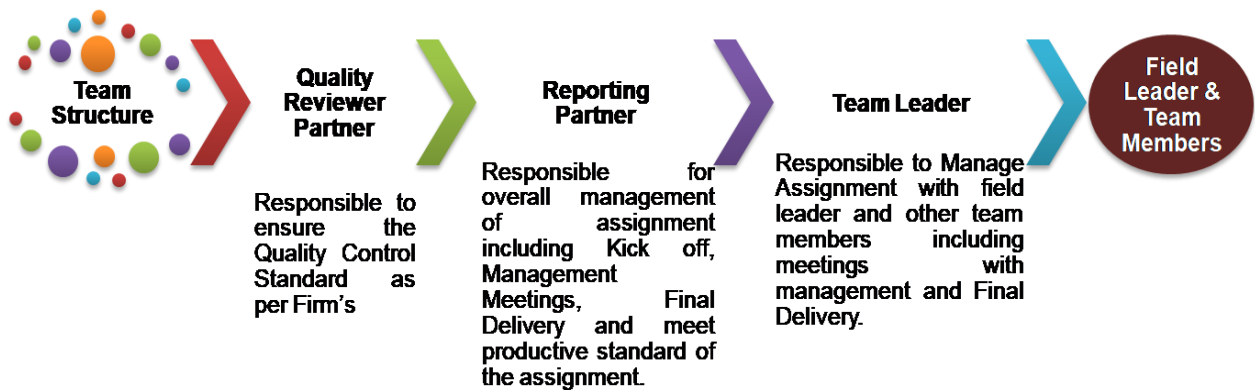 Team
Structure
Quality
Reviewer
Partner
Responsible to
ensure the
Quality Control
Standard as
per Firm's
Reporting
Partner
Responsible for
overall management
of assignment
including Kick off,
Management
Meetings, Final
Delivery and meet
productive standard of
the assignment.
Team Leader
Responsible to Manage
Assignment with field
leader and other team
members including
meetings with
management and Final
Delivery.
Field
Leader &
Team
Members